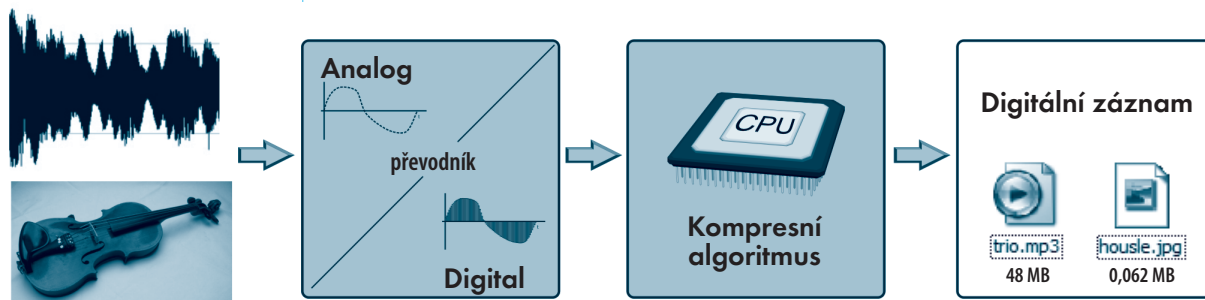 Analog
převodník
Digital
CPU
Kompresní
algoritmus
Digitální záznam
trio.mp3
48 MB
housle.jpg
0,062 MB